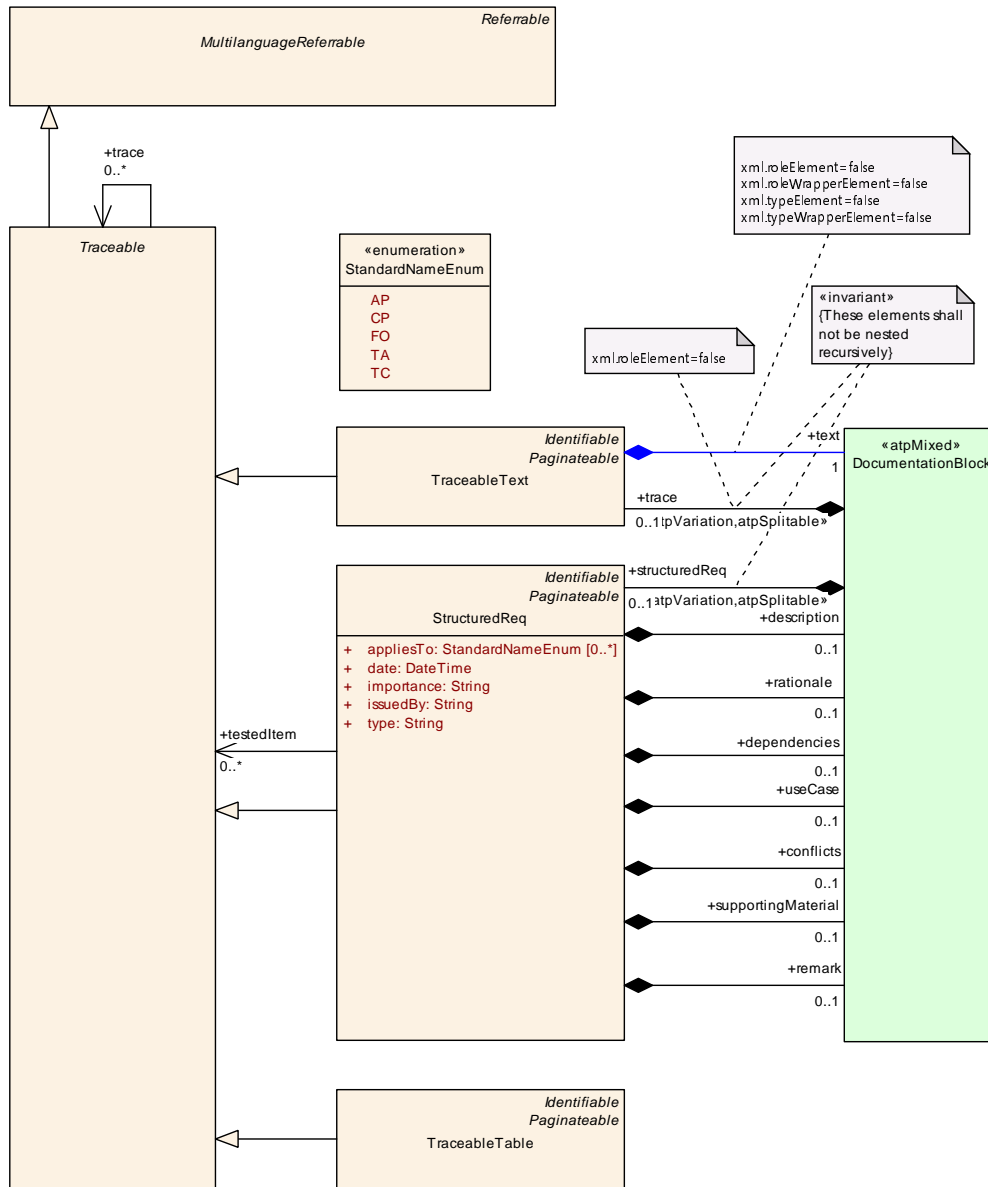 Referrable
MultilanguageReferrable
+trace
0..*
xml.roleElement=false
xml.roleWrapperElement=false
xml.typeElement=false
xml.typeWrapperElement=false
Traceable
«enumeration»
StandardNameEnum
AP
CP
FO
TA
TC
«invariant»
{These elements shall
not be nested
recursively}
xml.roleElement=false
Identifiable
Paginateable
TraceableText
+text
1
«atpMixed»
DocumentationBlock
+trace
0..1
tpVariation,atpSplitable»
Identifiable
Paginateable
StructuredReq
+ appliesTo: StandardNameEnum [0..*]
+ date: DateTime
+ importance: String
+ issuedBy: String
+ type: String
+structuredReq
0..1
atpVariation,atpSplitable»
+description
0..1
+rationale
0..1
+testedItem
0..*
+dependencies
0..1
+useCase
0..1
+conflicts
0..1
+supportingMaterial
0..1
+remark
0..1
Identifiable
Paginateable
TraceableTable